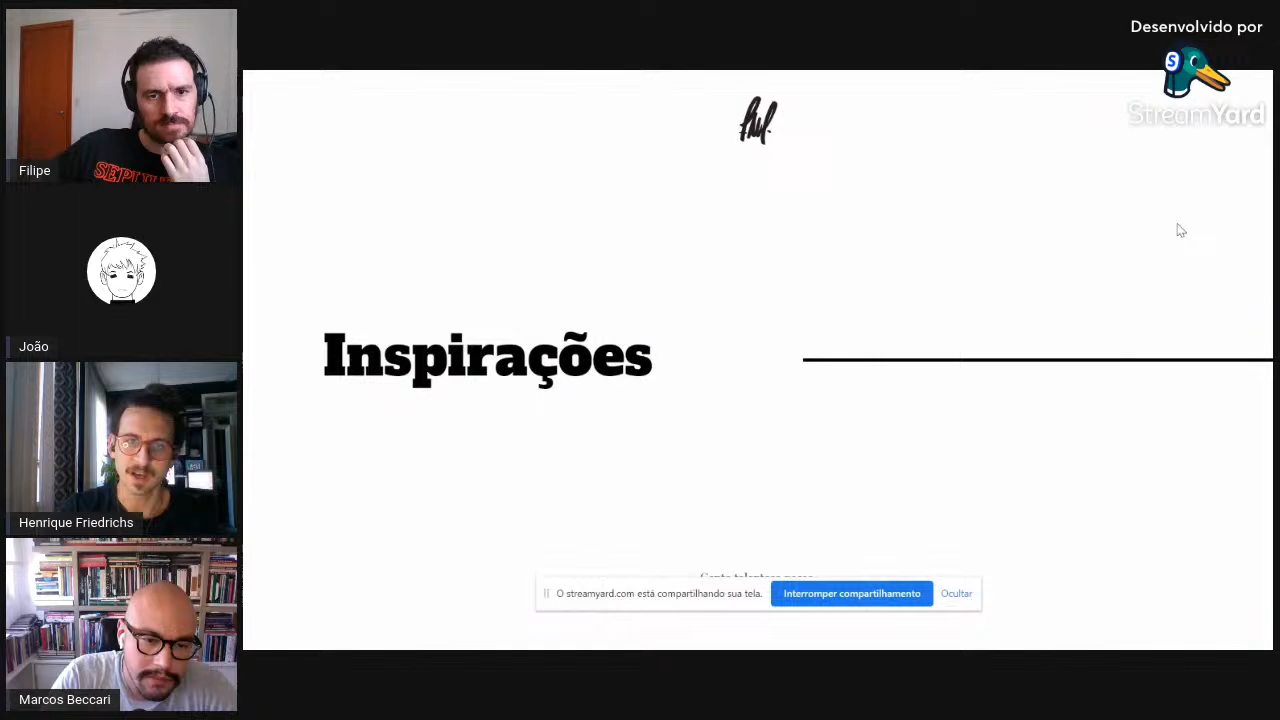 Desenvolvido por
S
StreamYard
Filipe
João
Henrique Friedrichs
Marcos Beccari
Inspirações
O streamyard.com está compartilhando sua tela.
Interromper compartilhamento
Ocultar